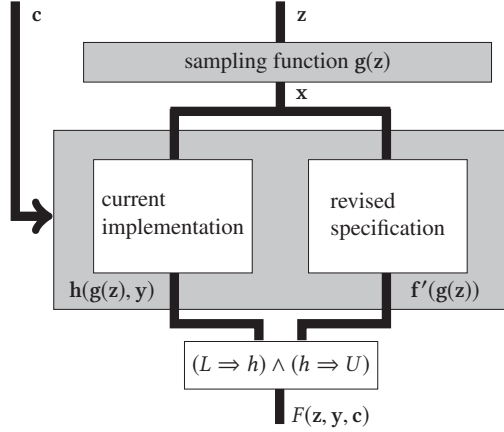 c
z
sampling function g(z)
x
current
implementation
revised
specification
h(g(z), y)
f′(g(z))
(L ⇒ h) ∧ (h ⇒ U)
F(z, y, c)